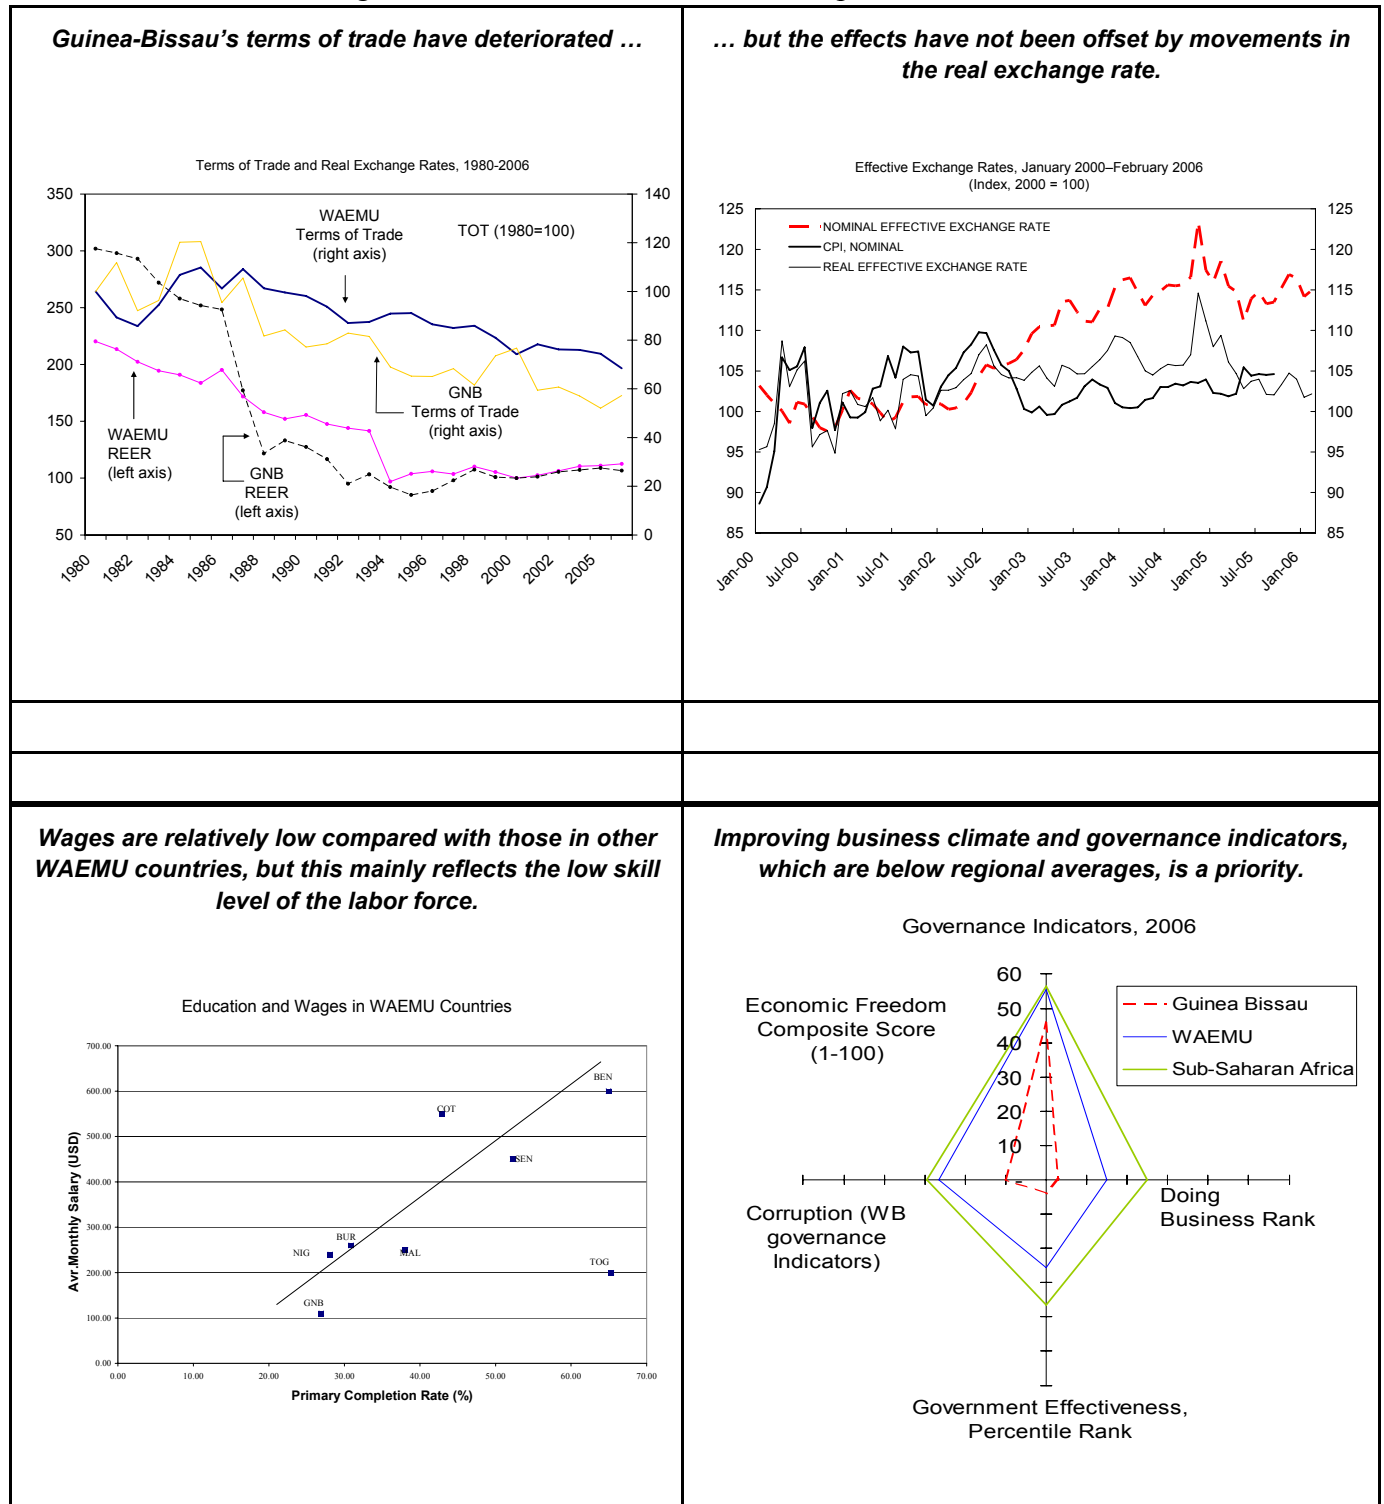 Guinea-Bissau's terms of trade have deteriorated …
Terms of Trade and Real Exchange Rates, 1980-2006
350
300
250
200
150
100
50
140
120
100
80
60
40
20
0
WAEMU
Terms of Trade
(right axis)
TOT (1980=100)
GNB
Terms of Trade
(right axis)
WAEMU
REER
(left axis)
GNB
REER
(left axis)
1980
1982
1984
1986
1988
1990
1992
1994
1996
1998
2000
2002
2005
… but the effects have not been offset by movements in
the real exchange rate.
Effective Exchange Rates, January 2000–February 2006
(Index, 2000 = 100)
125
120
115
110
105
100
95
90
85
125
120
115
110
105
100
95
90
85
NOMINAL EFFECTIVE EXCHANGE RATE
CPI, NOMINAL
REAL EFFECTIVE EXCHANGE RATE
Jan-00
Jul-00
Jan-01
Jul-01
Jan-02
Jul-02
Jan-03
Jul-03
Jan-04
Jul-04
Jan-05
Jul-05
Jan-06
Wages are relatively low compared with those in other
WAEMU countries, but this mainly reflects the low skill
level of the labor force.
Education and Wages in WAEMU Countries
700.00
600.00
500.00
400.00
300.00
200.00
100.00
0.00
Avr.Monthly Salary (USD)
BEN
COT
SEN
BUR
NIG
MAL
TOG
GNB
0.00
10.00
20.00
30.00
40.00
50.00
60.00
70.00
Primary Completion Rate (%)
Improving business climate and governance indicators,
which are below regional averages, is a priority.
Governance Indicators, 2006
60
50
40
30
20
10
Economic Freedom
Composite Score
(1-100)
Guinea Bissau
WAEMU
Sub-Saharan Africa
Doing
Business Rank
Corruption (WB
governance
Indicators)
Government Effectiveness,
Percentile Rank